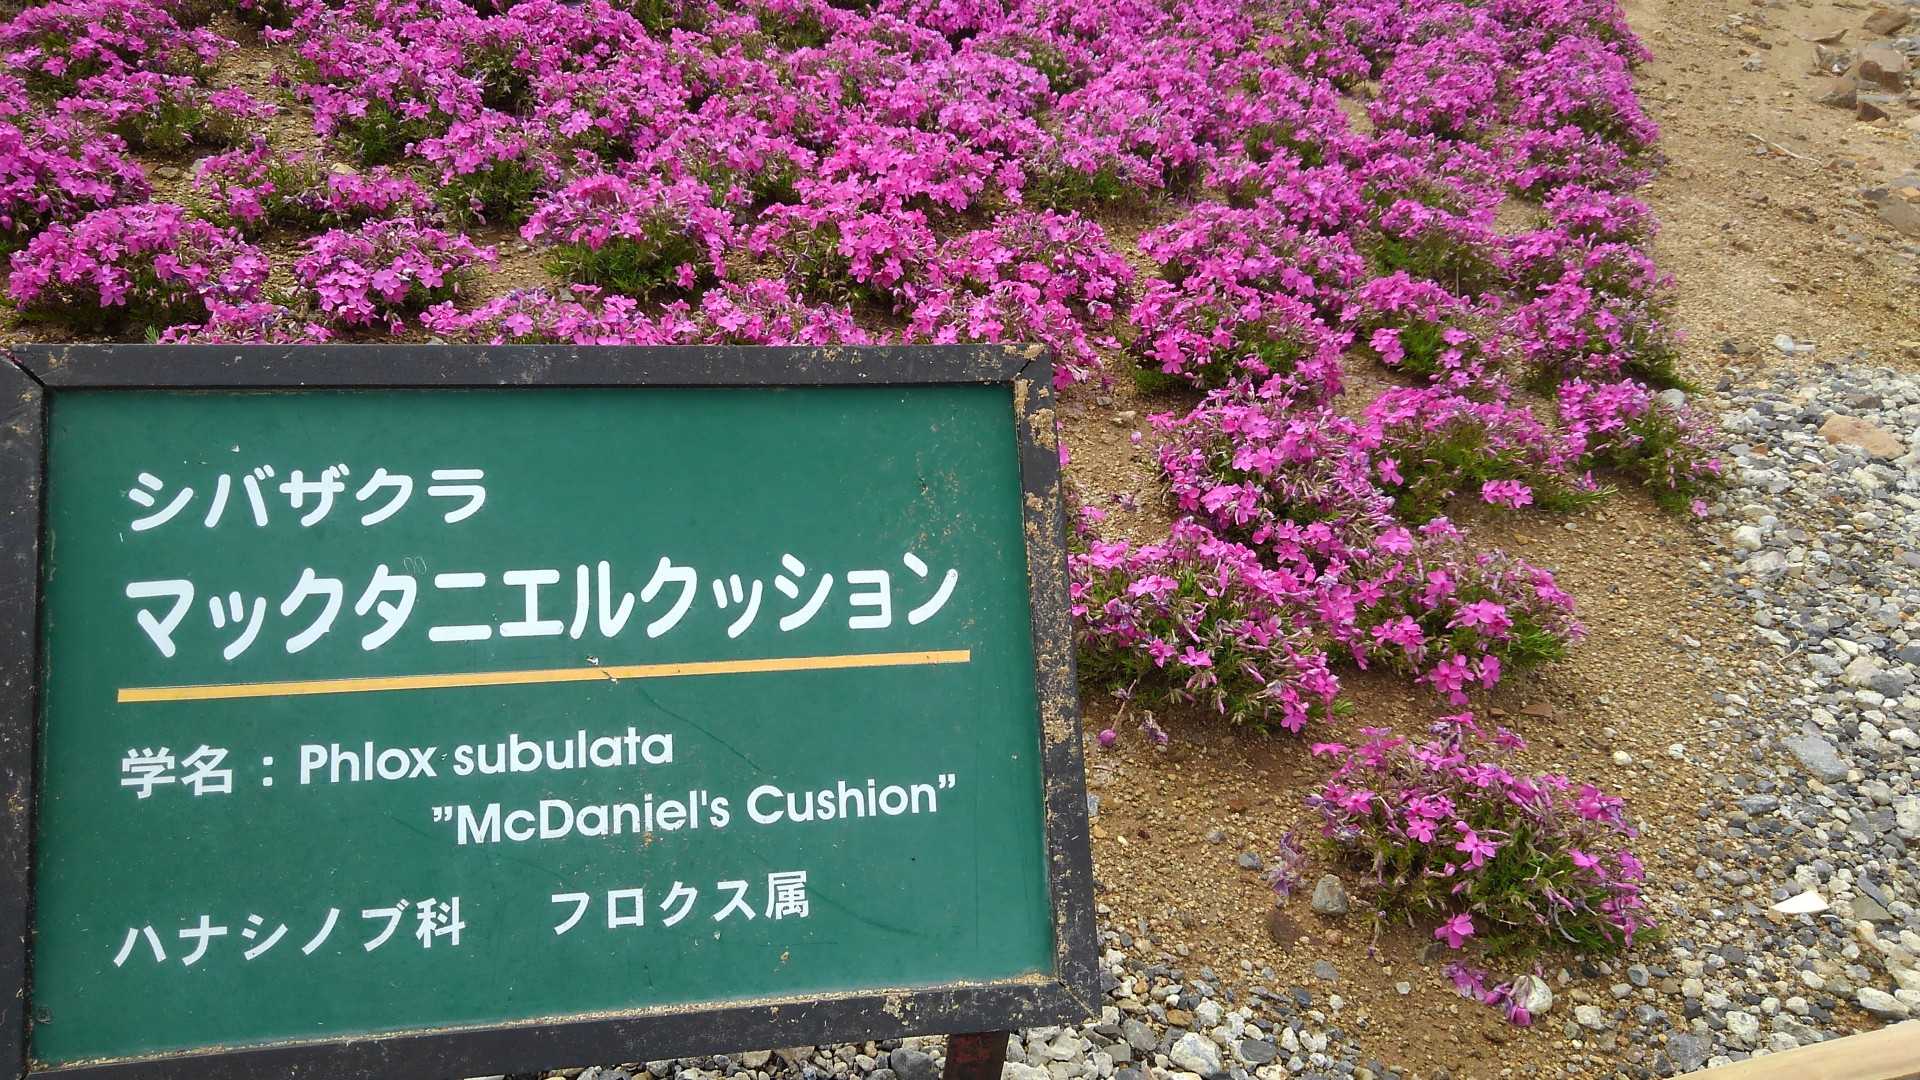 シバザクラ
マックタニエルクッション
学名：Phlox subulata
”McDaniel's Cushion”
ハナシノブ科　フロクス属